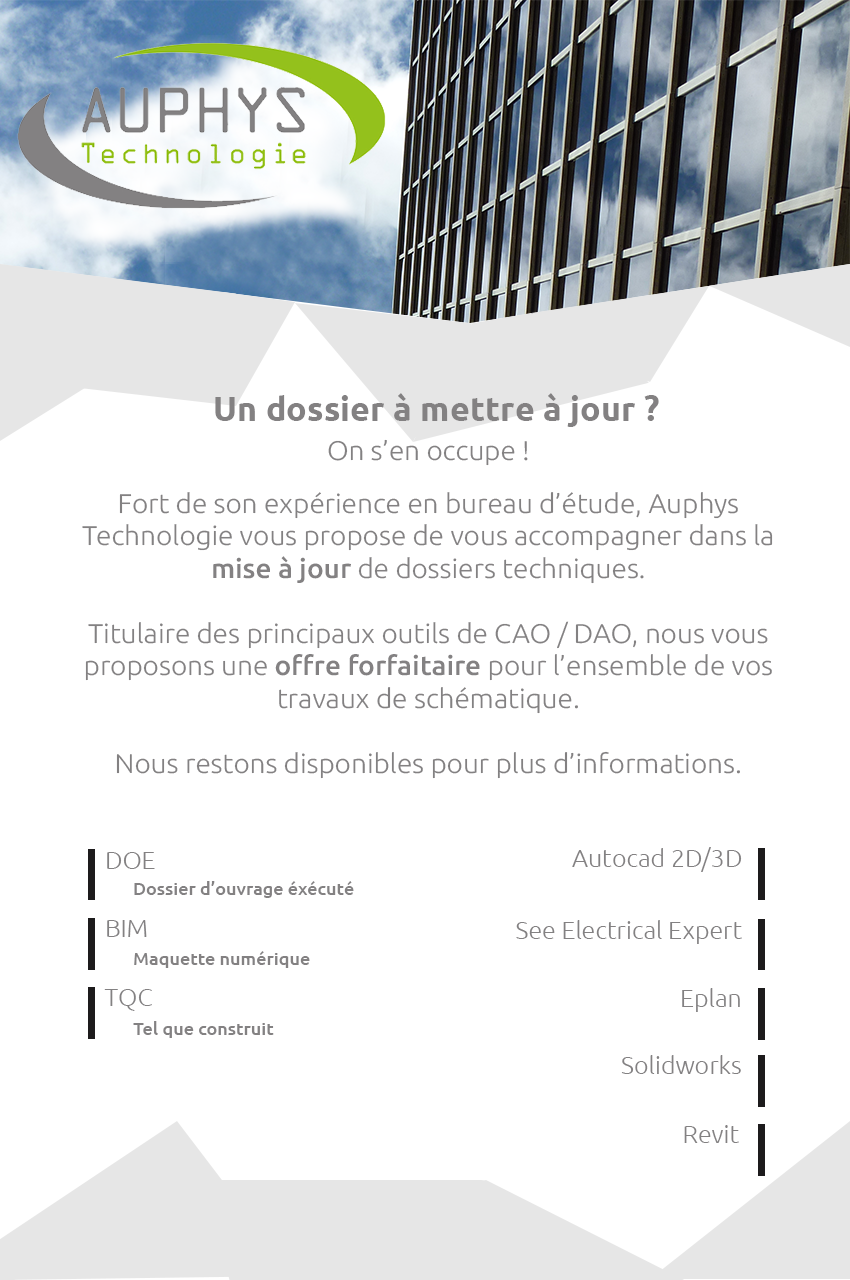 AUPHYS
Technologie
Un dossier à mettre à jour ?
On s’en occupe !
Fort de son expérience en bureau d’étude, Auphys
Technologie vous propose de vous accompagner dans la
mise à jour de dossiers techniques.
Titulaire des principaux outils de CAO / DAO, nous vous
proposons une offre forfaitaire pour l’ensemble de vos
travaux de schématique.
Nous restons disponibles pour plus d’informations.
DOE
Dossier d’ouvrage éxécuté
BIM
Maquette numérique
TQC
Tel que construit
Autocad 2D/3D
See Electrical Expert
Eplan
Solidworks
Revit